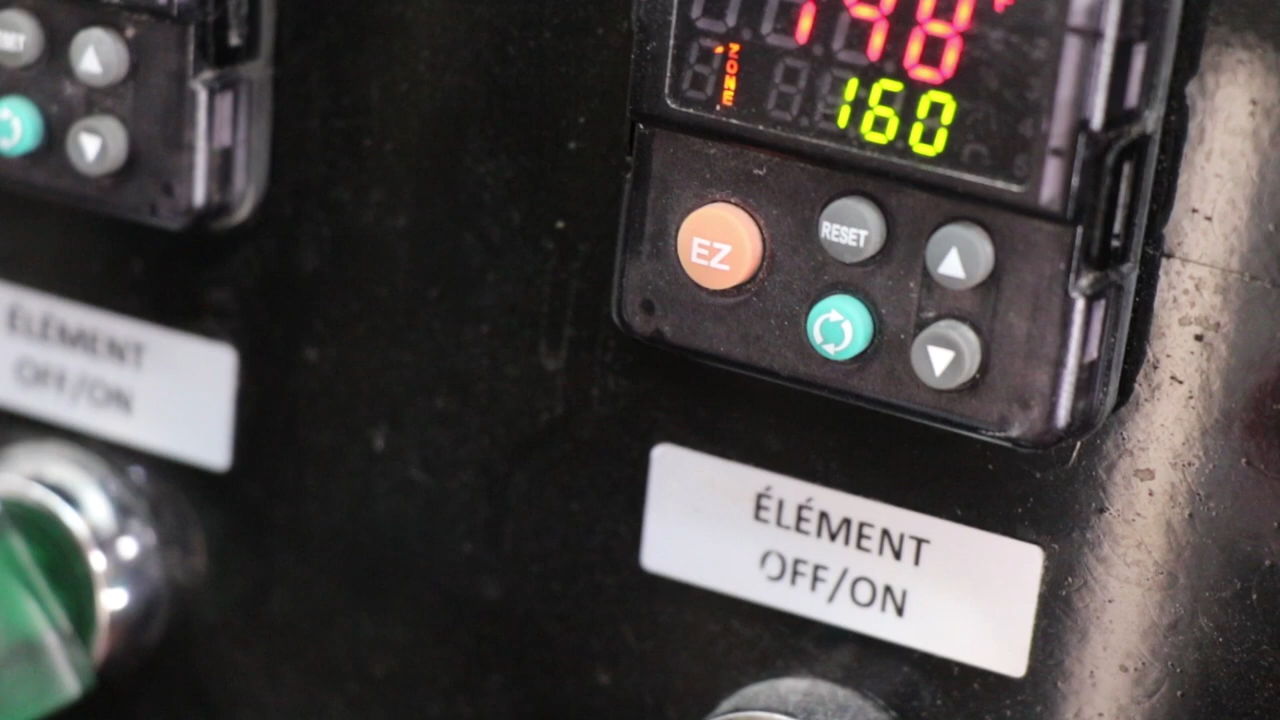 ZONE
160
EZ
RESET
ÉLÉMENT
OFF/ON
ÉLÉMENT
OFF/ON